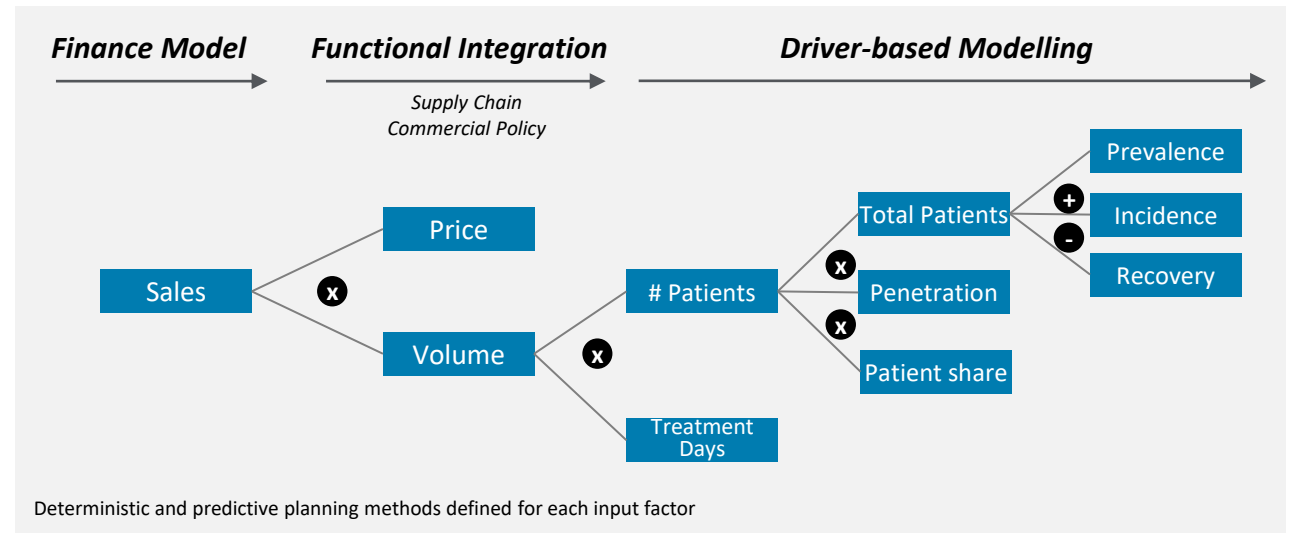 Finance Model
Functional Integration
Driver-based Modelling
Supply Chain
Commercial Policy
Prevalence
+
Total Patients
Incidence
-
Price
Recovery
x
Sales
x
# Patients
Penetration
x
Volume
x
Patient share
Treatment
Days
Deterministic and predictive planning methods defined for each input factor